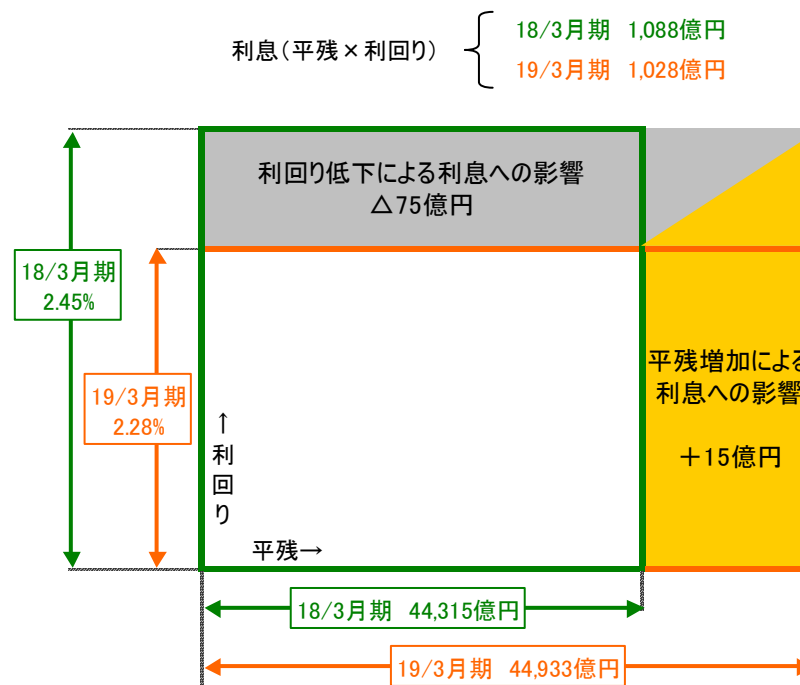 利息(平残×利回り)
18/3月期 1,088億円
19/3月期 1,028億円
利回り低下による利息への影響
△75億円
18/3月期
2.45%
19/3月期
2.28%
↑利回り
平残→
平残増加による
利息への影響
+15億円
18/3月期 44,315億円
19/3月期 44,933億円